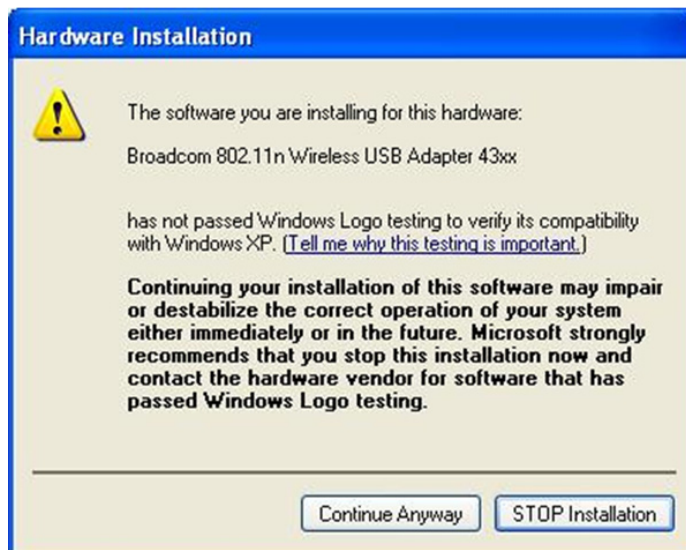 Hardware Installation
The software you are installing for this hardware:
Broadcom 802.11n Wireless USB Adapter 43xx
has not passed Windows Logo testing to verify its compatibility
with Windows XP. (Tell me why this testing is important.)
Continuing your installation of this software may impair
or destabilize the correct operation of your system
either immediately or in the future. Microsoft strongly
recommends that you stop this installation now and
contact the hardware vendor for software that has
passed Windows Logo testing.
Continue Anyway
STOP Installation